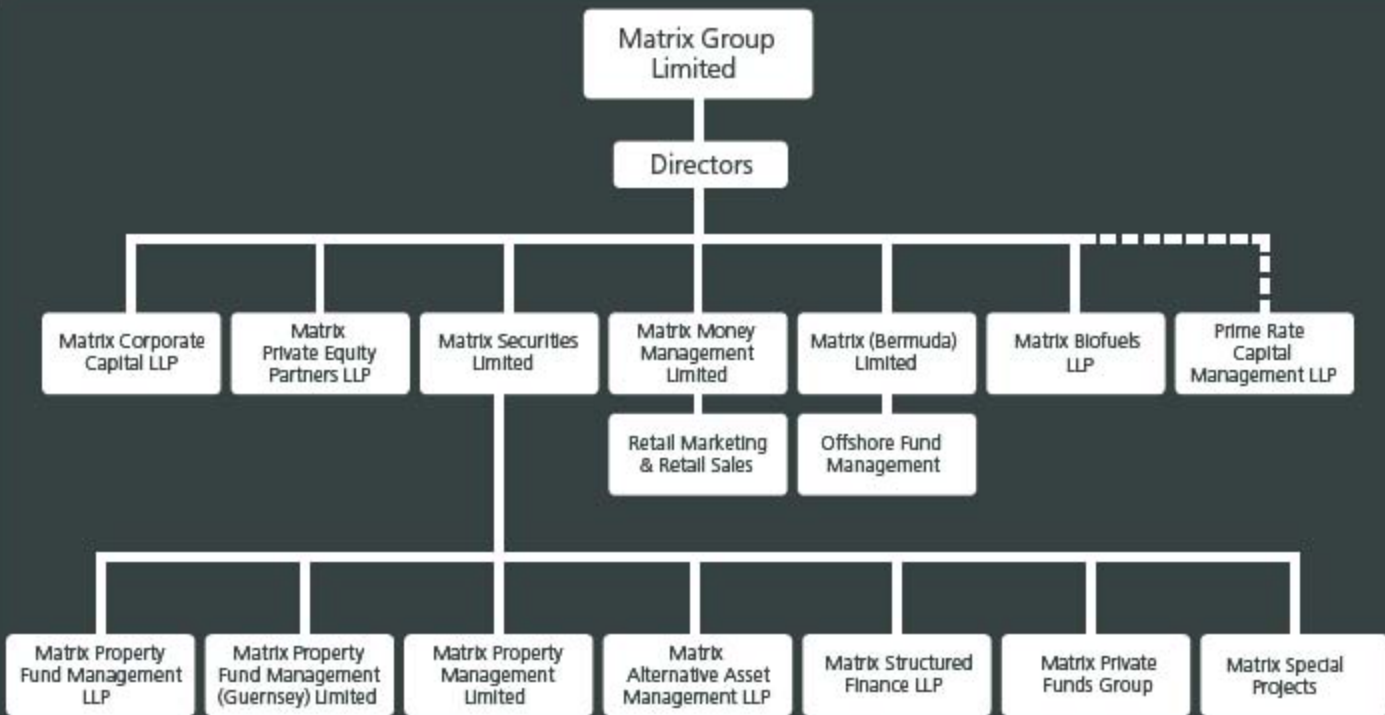 Matrix Group
Limited
Directors
Matrix Corporate
Capital LLP
Matrix
Private Equity
Partners LLP
Matrix Securities
Limited
Matrix Money
Management
Limited
Matrix (Bermuda)
Limited
Matrix Biofuels
LLP
Prime Rate
Capital
Management LLP
Retail Marketing
& Retail Sales
Offshore Fund
Management
Matrix Property
Fund Management
LLP
Matrix Property
Fund Management
(Guernsey) Limited
Matrix Property
Management
Limited
Matrix
Alternative Asset
Management LLP
Matrix Structured
Finance LLP
Matrix Private
Funds Group
Matrix Special
Projects